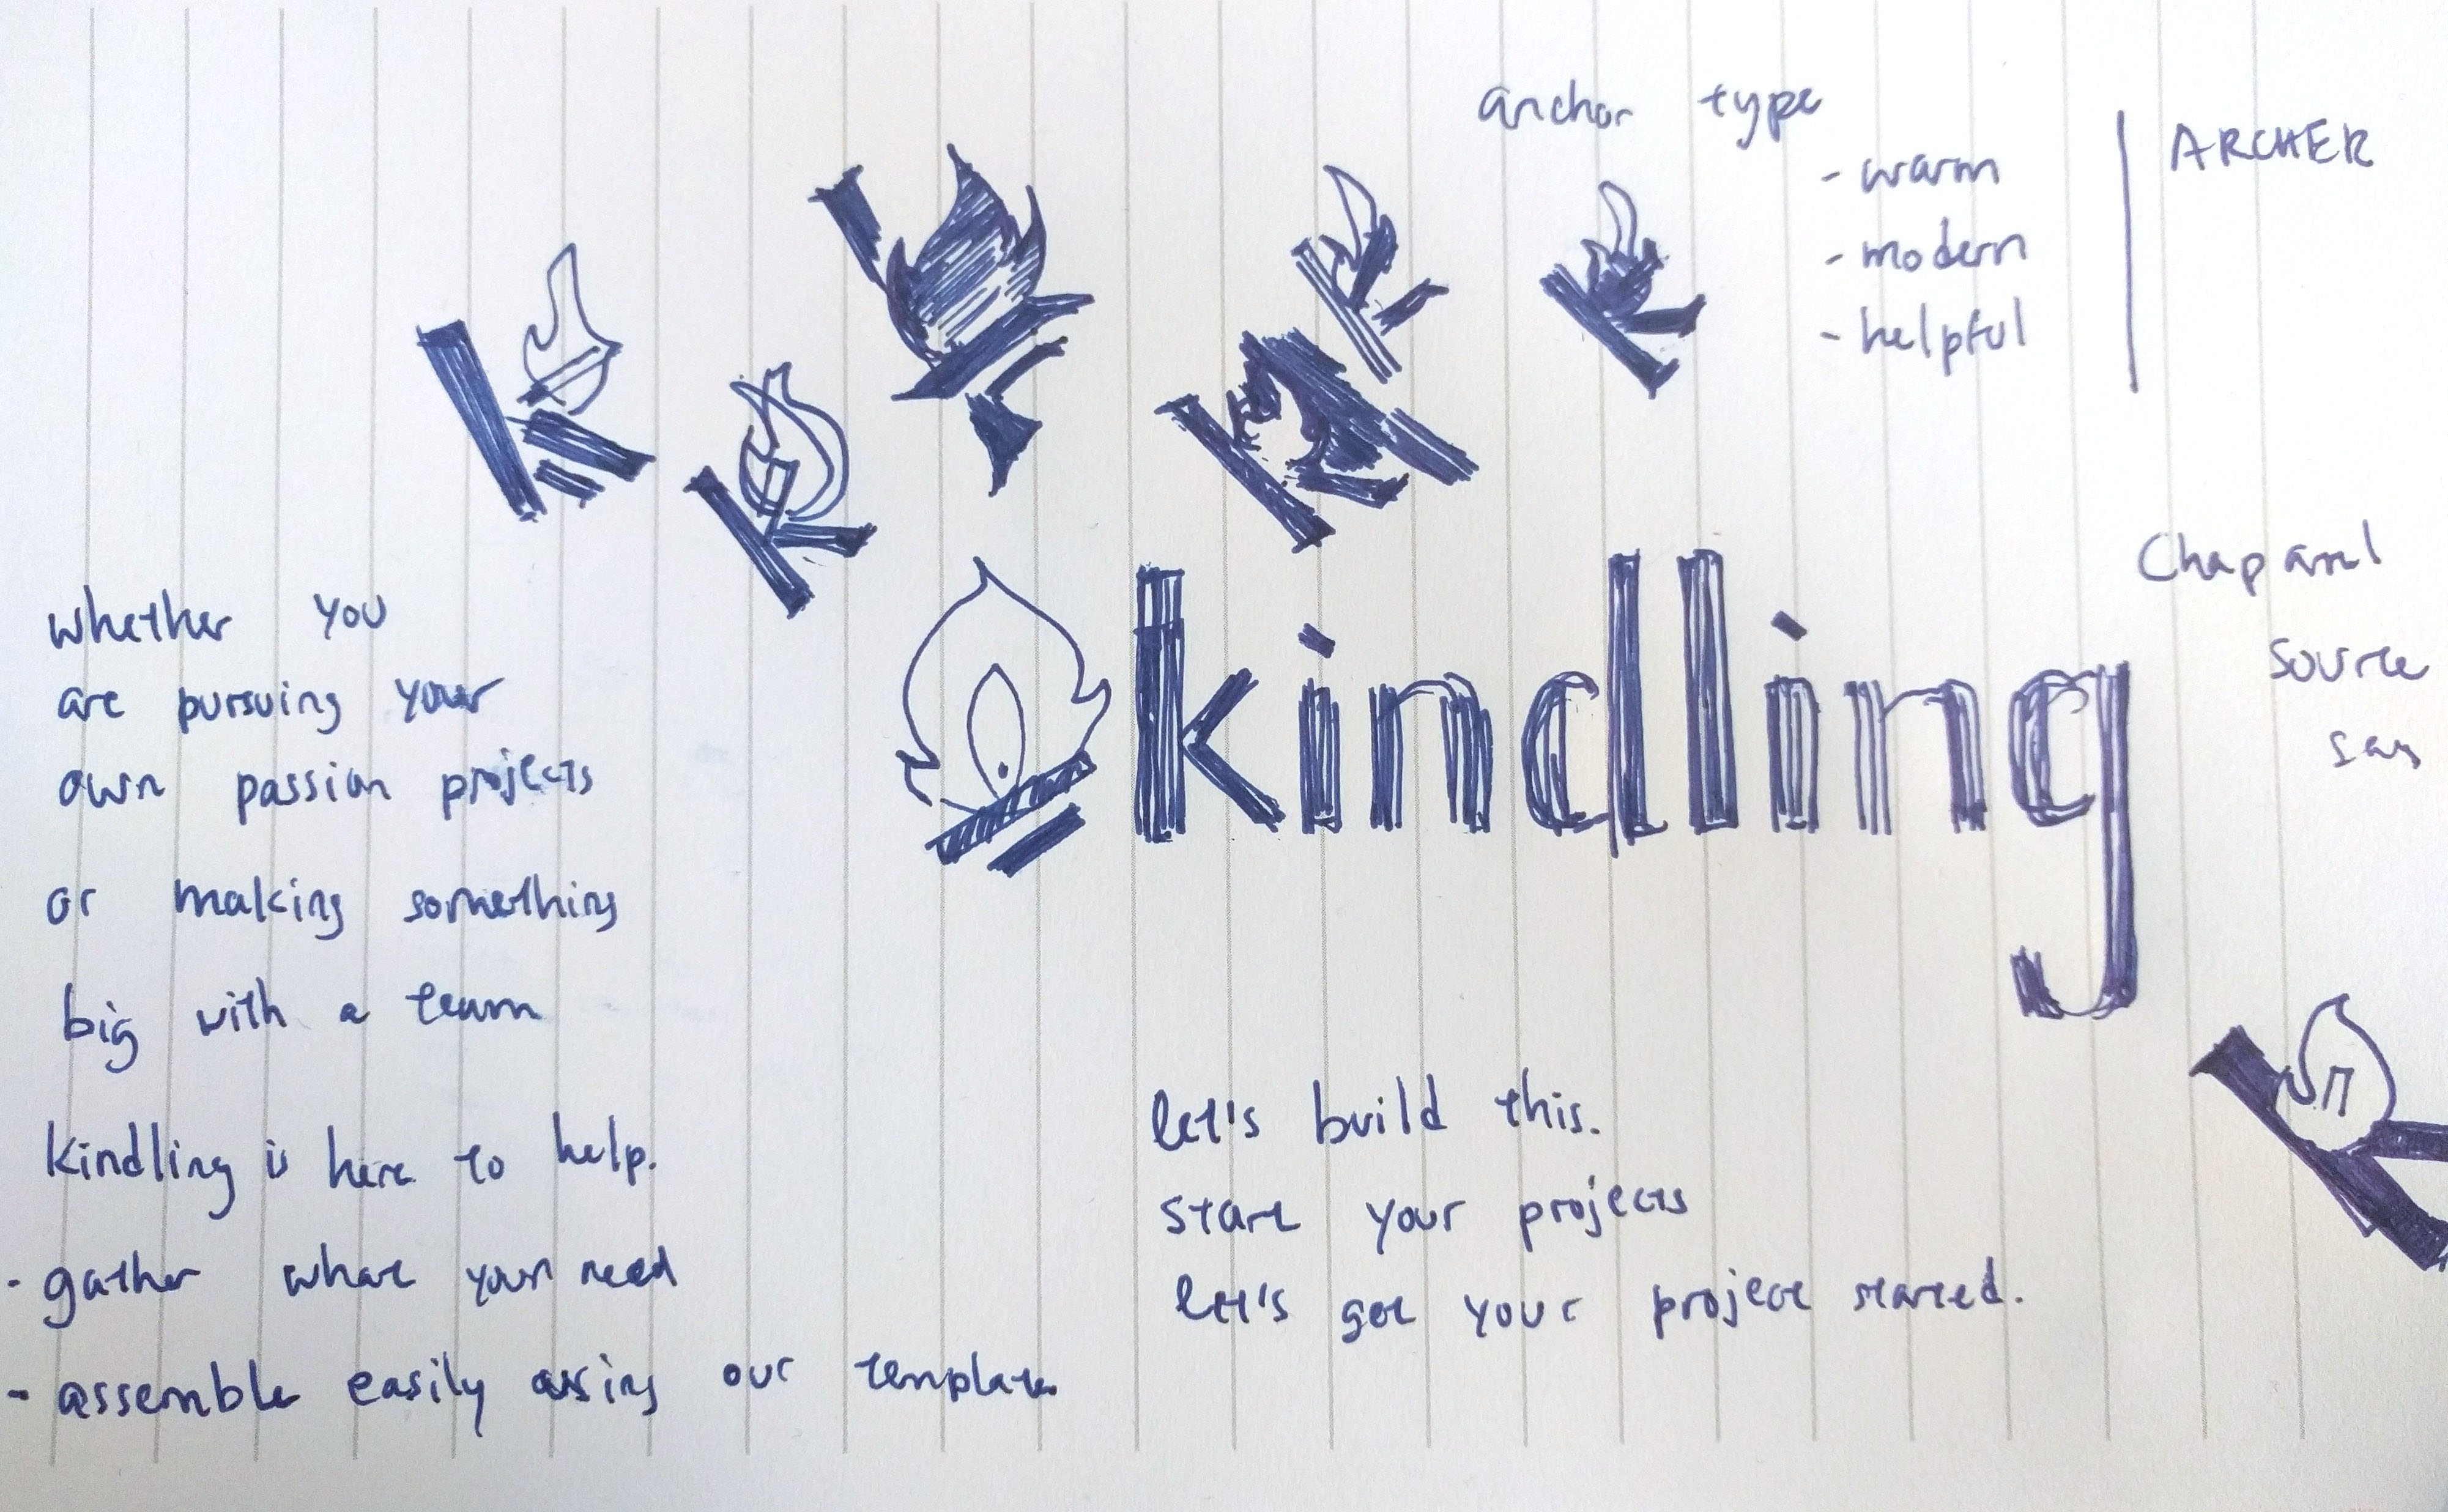 anchor type
- warm
- modern
- helpful
ARCHER
Chaparral
source
kindling
whether you
are pursuing your
own passion projects
or making something
big with a team
kindling is here to help.
- gather what your need
- assemble easily using our template
let's build this.
start your projects
let's get your project started.